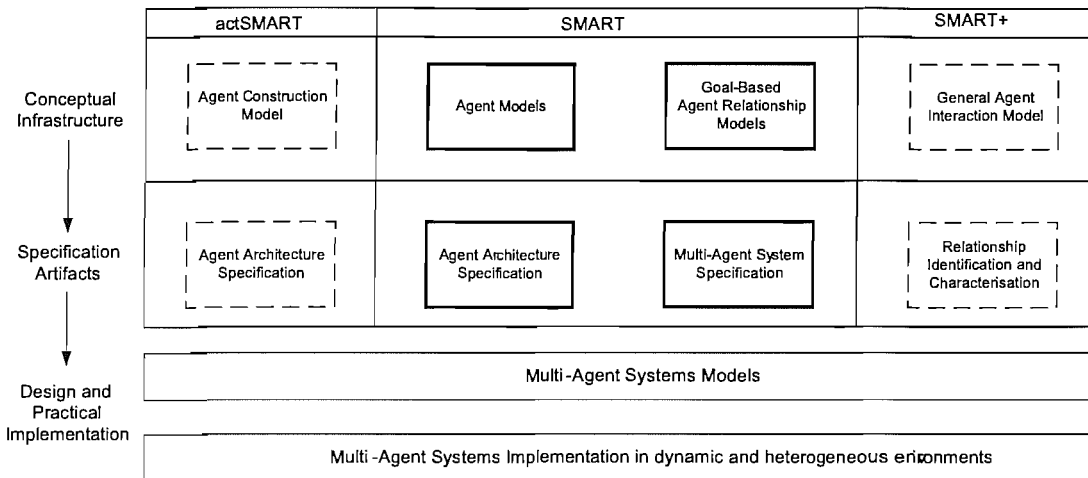 actSMART
SMART
SMART+
Conceptual
Infrastructure
Agent Construction
Model
Agent Models
Goal-Based
Agent Relationship
Models
General Agent
Interaction Model
Specification
Artifacts
Agent Architecture
Specification
Agent Architecture
Specification
Multi-Agent System
Specification
Relationship
Identification and
Characterisation
Design and
Practical
Implementation
Multi-Agent Systems Models
Multi-Agent Systems Implementation in dynamic and heterogeneous enironments